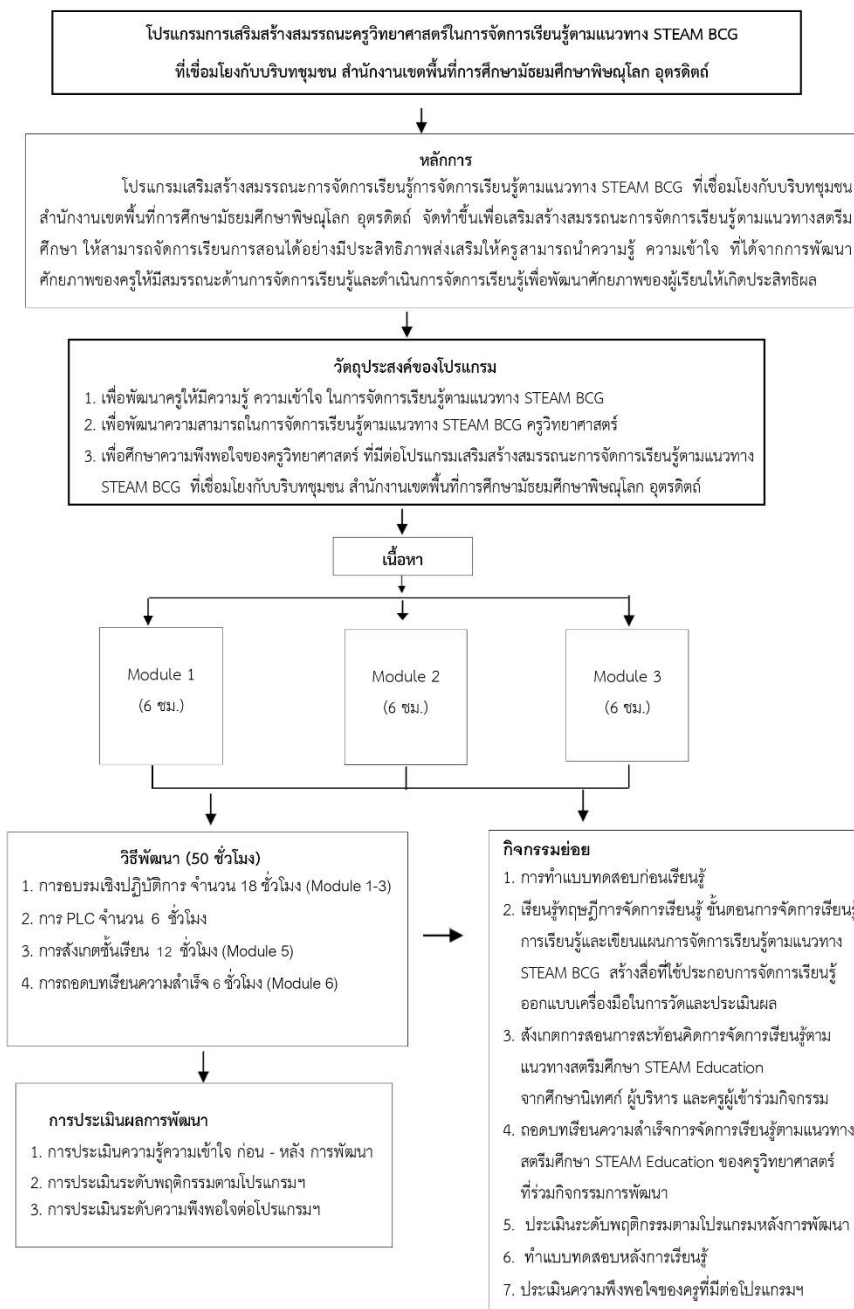 โปรแกรมการเสริมสร้างสมรรถนะครูวิทยาศาสตร์ในการจัดการเรียนรู้ตามแนวทาง STEAM BCG
ที่เชื่อมโยงกับบริบทชุมชน สำนักงานเขตพื้นที่การศึกษามัธยมศึกษาพิษณุโลก อุตรดิตถ์
หลักการ
โปรแกรมเสริมสร้างสมรรถนะการจัดการเรียนรู้การจัดการเรียนรู้ตามแนวทาง STEAM BCG ที่เชื่อมโยงกับบริบทชุมชน
สำนักงานเขตพื้นที่การศึกษามัธยมศึกษาพิษณุโลก อุตรดิตถ์ จัดทำขึ้นเพื่อเสริมสร้างสมรรถนะการจัดการเรียนรู้ตามแนวทางสตรีม
ศึกษา ให้สามารถจัดการเรียนการสอนได้อย่างมีประสิทธิภาพส่งเสริมให้ครูสามารถนำความรู้ ความเข้าใจ ที่ได้จากการพัฒนา
ศักยภาพของครูให้มีสมรรถนะด้านการจัดการเรียนรู้และดำเนินการจัดการเรียนรู้เพื่อพัฒนาศักยภาพของผู้เรียนให้เกิดประสิทธิผล
วัตถุประสงค์ของโปรแกรม
1. เพื่อพัฒนาครูให้มีความรู้ ความเข้าใจ ในการจัดการเรียนรู้ตามแนวทาง STEAM BCG
2. เพื่อพัฒนาความสามารถในการจัดการเรียนรู้ตามแนวทาง STEAM BCG ครูวิทยาศาสตร์
3. เพื่อศึกษาความพึงพอใจของครูวิทยาศาสตร์ ที่มีต่อโปรแกรมเสริมสร้างสมรรถนะการจัดการเรียนรู้ตามแนวทาง
STEAM BCG ที่เชื่อมโยงกับบริบทชุมชน สำนักงานเขตพื้นที่การศึกษามัธยมศึกษาพิษณุโลก อุตรดิตถ์
เนื้อหา
Module 1
(6 ชม.)
Module 2
(6 ชม.)
Module 3
(6 ชม.)
วิธีพัฒนา (50 ชั่วโมง)
1. การอบรมเชิงปฏิบัติการ จำนวน 18 ชั่วโมง (Module 1-3)
2. การ PLC จำนวน 6 ชั่วโมง
3. การสังเกตชั้นเรียน 12 ชั่วโมง (Module 5)
4. การถอดบทเรียนความสำเร็จ 6 ชั่วโมง (Module 6)
การประเมินผลการพัฒนา
1. การประเมินความรู้ความเข้าใจ ก่อน - หลัง การพัฒนา
2. การประเมินระดับพฤติกรรมตามโปรแกรมฯ
3. การประเมินระดับความพึงพอใจต่อโปรแกรมฯ
กิจกรรมย่อย
1. การทำแบบทดสอบก่อนเรียนรู้
2. เรียนรู้ทฤษฎีการจัดการเรียนรู้ ขั้นตอนการจัดการเรียนรู้
การเรียนรู้และเขียนแผนการจัดการเรียนรู้ตามแนวทาง
STEAM BCG สร้างสื่อที่ใช้ประกอบการจัดการเรียนรู้
ออกแบบเครื่องมือในการวัดและประเมินผล
3. สังเกตการสอนการสะท้อนคิดการจัดการเรียนรู้ตาม
แนวทางสตรีมศึกษา STEAM Education
จากศึกษานิเทศก์ ผู้บริหาร และครูผู้เข้าร่วมกิจกรรม
4. ถอดบทเรียนความสำเร็จการจัดการเรียนรู้ตามแนวทาง
สตรีมศึกษา STEAM Education ของครูวิทยาศาสตร์
ที่ร่วมกิจกรรมการพัฒนา
5. ประเมินระดับพฤติกรรมตามโปรแกรมหลังการพัฒนา
6. ทำแบบทดสอบหลังการเรียนรู้
7. ประเมินความพึงพอใจของครูที่มีต่อโปรแกรมฯ